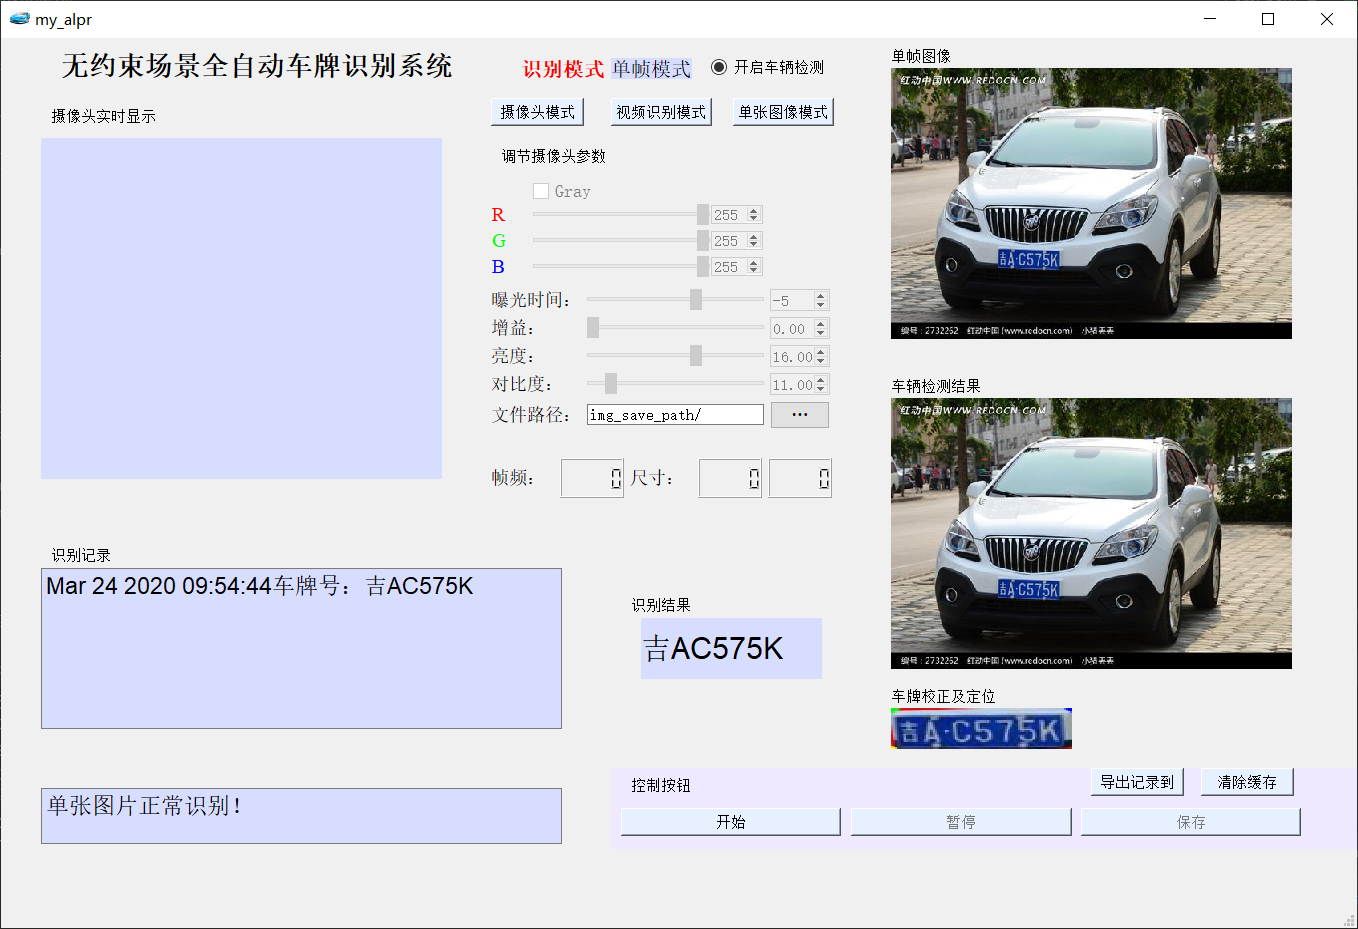 my_alpr
无约束场景全自动车牌识别系统
识别模式 单帧模式 开启车辆检测
摄像头模式 视频识别模式 单张图像模式
摄像头实时显示
调节摄像头参数
Gray
R 255
G 255
B 255
曝光时间： -5
增益： 0.00
亮度： 16.00
对比度： 11.00
文件路径： img_save_path/ ...
帧频： 0 尺寸： 0 0
识别记录
Mar 24 2020 09:54:44车牌号：吉AC575K
单张图片正常识别！
识别结果
吉AC575K
单帧图像
红动中国WWW.REDOCN.COM
吉A·C575K
编号：2732262 红动中国 (www.redocn.com) 小猪丢丢
车辆检测结果
红动中国WWW.REDOCN.COM
吉A·C575K
编号：2732262 红动中国 (www.redocn.com) 小猪丢丢
车牌校正及定位
吉A·C575K
控制按钮
导出记录到 清除缓存
开始 暂停 保存